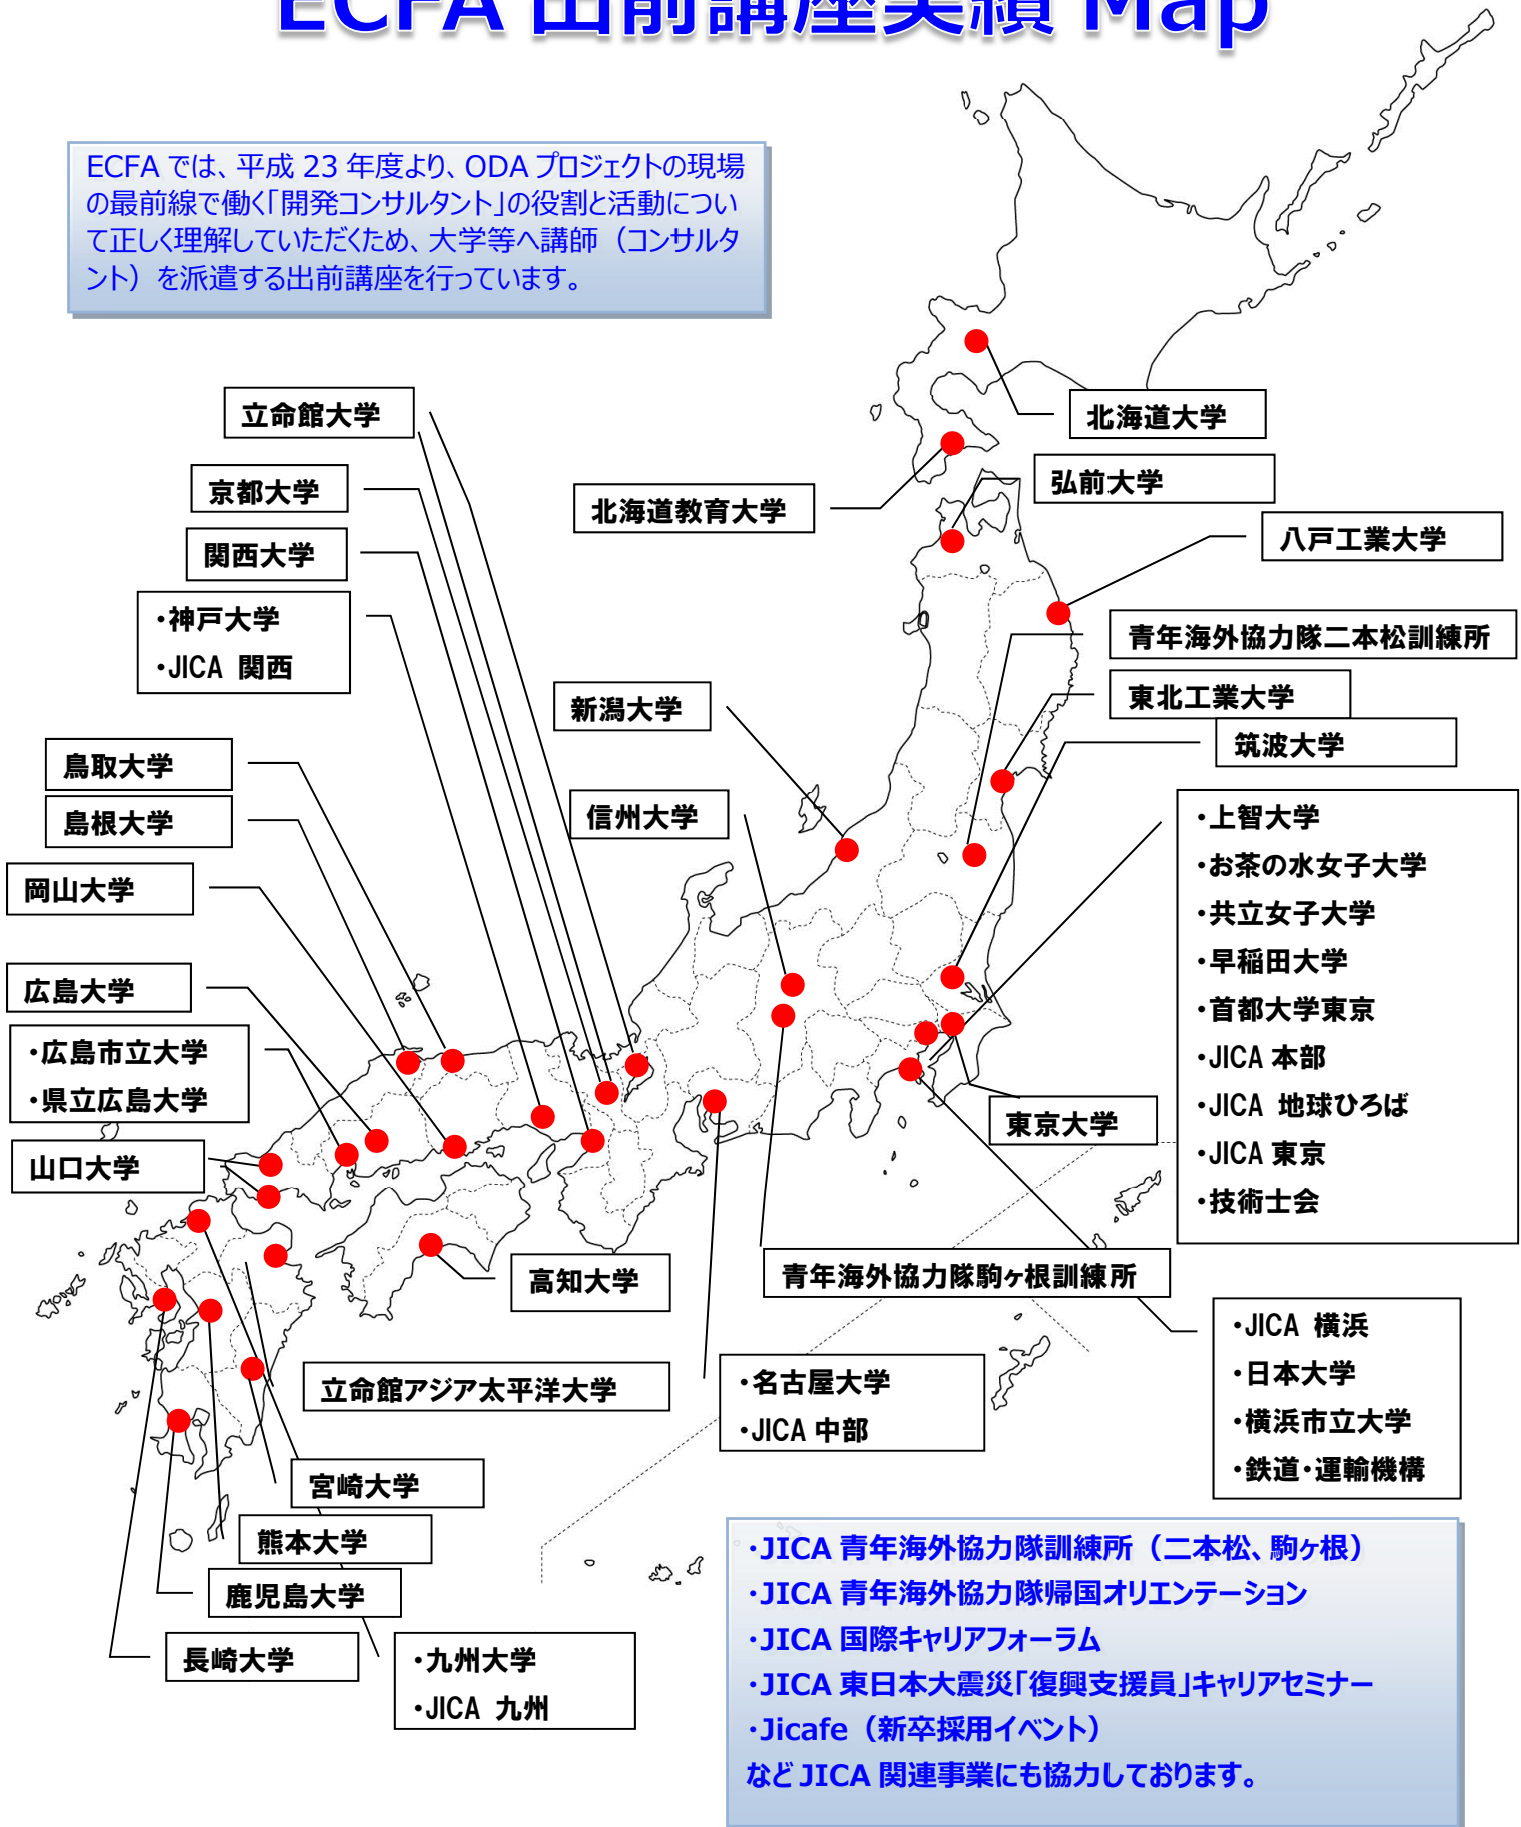 ECFA 出前講座実績 Map
ECFA では、平成 23 年度より、ODA プロジェクトの現場
の最前線で働く「開発コンサルタント」の役割と活動につい
て正しく理解していただくため、大学等へ講師（コンサルタ
ント）を派遣する出前講座を行っています。
立命館大学
北海道大学
京都大学
北海道教育大学
弘前大学
関西大学
八戸工業大学
・神戸大学
・JICA 関西
青年海外協力隊二本松訓練所
新潟大学
東北工業大学
筑波大学
鳥取大学
島根大学
信州大学
岡山大学
・上智大学
・お茶の水女子大学
・共立女子大学
・早稲田大学
・首都大学東京
・JICA 本部
・JICA 地球ひろば
・JICA 東京
・技術士会
広島大学
・広島市立大学
・県立広島大学
東京大学
山口大学
高知大学
青年海外協力隊駒ヶ根訓練所
・JICA 横浜
・日本大学
・横浜市立大学
・鉄道・運輸機構
立命館アジア太平洋大学
・名古屋大学
・JICA 中部
宮崎大学
熊本大学
鹿児島大学
長崎大学
・九州大学
・JICA 九州
・JICA 青年海外協力隊訓練所（二本松、駒ヶ根）
・JICA 青年海外協力隊帰国オリエンテーション
・JICA 国際キャリアフォーラム
・JICA 東日本大震災「復興支援員」キャリアセミナー
・Jicafe（新卒採用イベント）
など JICA 関連事業にも協力しております。